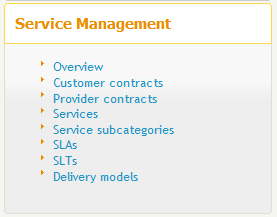 Service Management
Overview
Customer contracts
Provider contracts
Services
Service subcategories
SLAs
SLTs
Delivery models